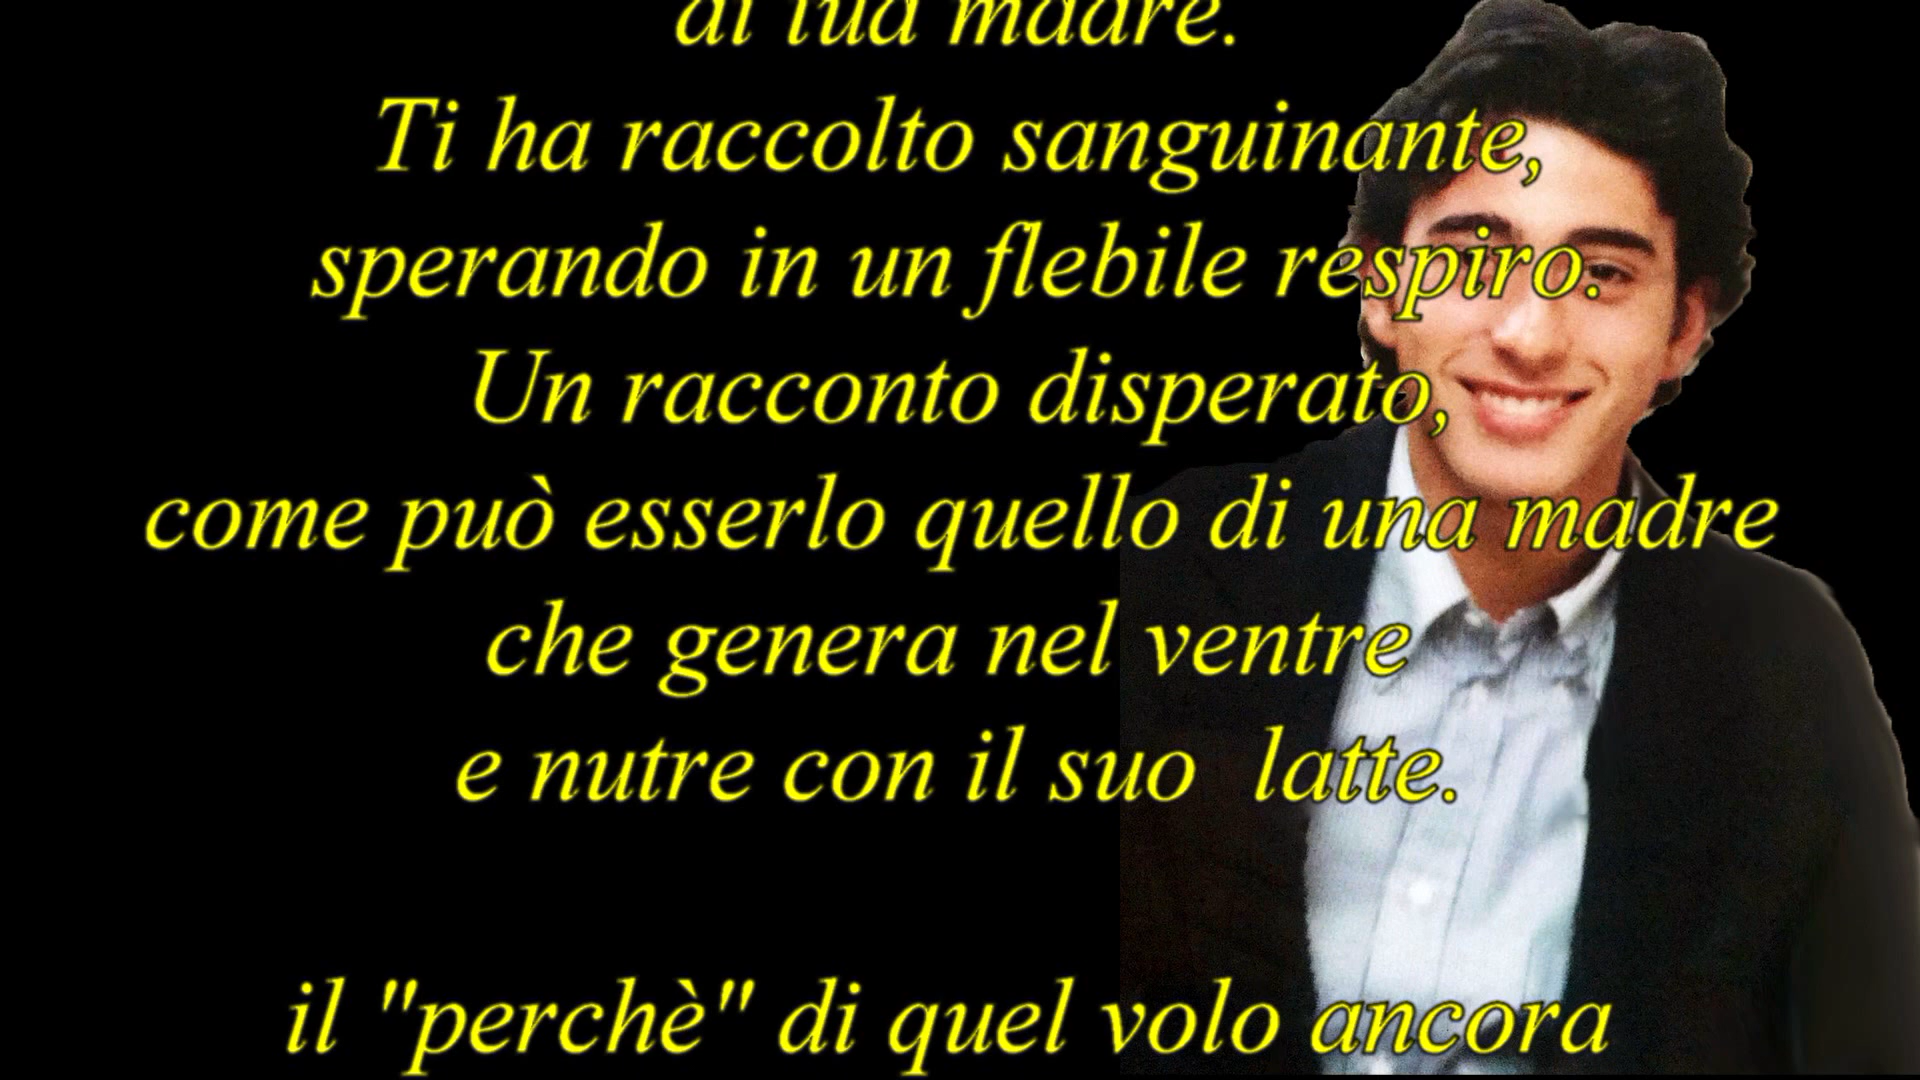 di tua madre.
Ti ha raccolto sanguinante,
sperando in un flebile respiro.
Un racconto disperato,
come può esserlo quello di una madre
che genera nel ventre
e nutre con il suo  latte.
il "perchè" di quel volo ancora